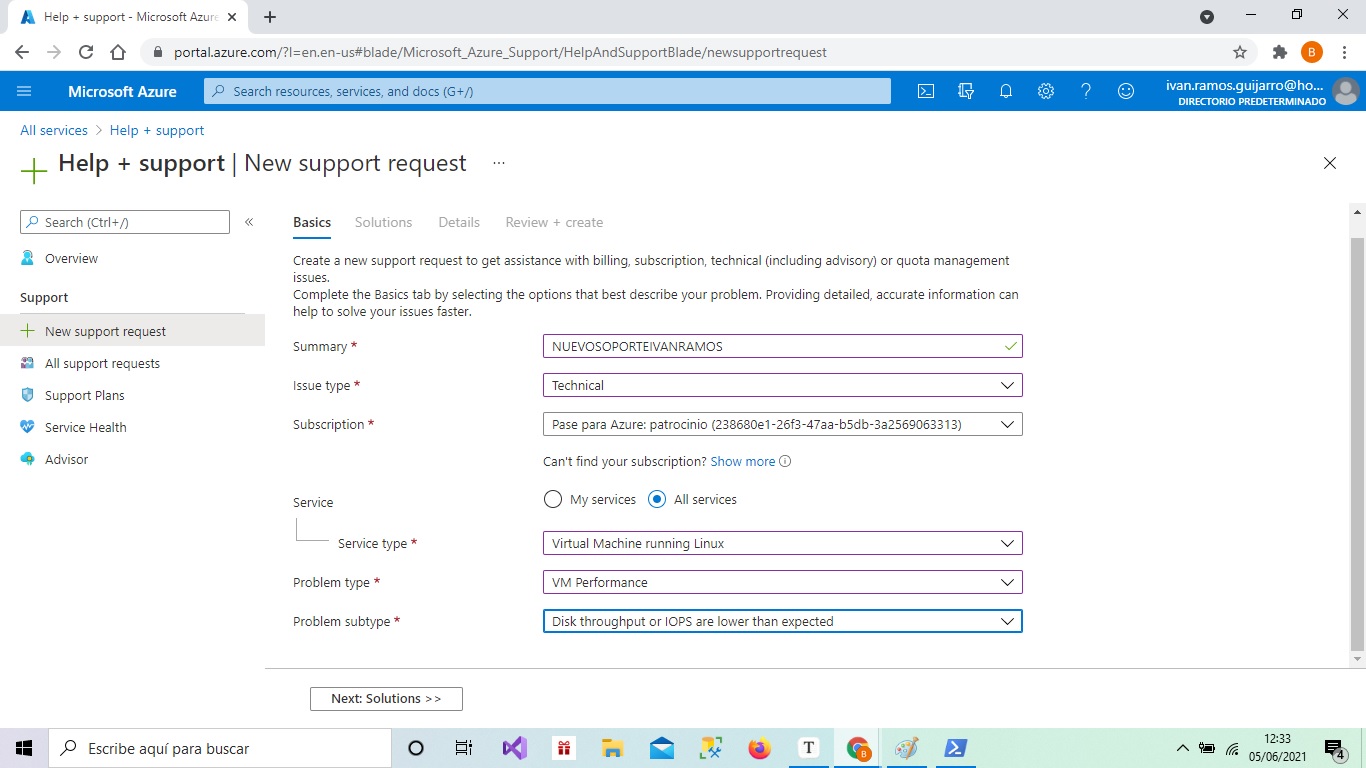 Help + support - Microsoft Azure
portal.azure.com/?l=en.en-us#blade/Microsoft_Azure_Support/HelpAndSupportBlade/newsupportrequest
B
Microsoft Azure
Search resources, services, and docs (G+/)
ivan.ramos.guijarro@ho...
DIRECTORIO PREDETERMINADO
All services > Help + support
Help + support | New support request ...
Search (Ctrl+/)
«
Overview
Support
New support request
All support requests
Support Plans
Service Health
Advisor
Basics Solutions Details Review + create
Create a new support request to get assistance with billing, subscription, technical (including advisory) or quota management
issues.
Complete the Basics tab by selecting the options that best describe your problem. Providing detailed, accurate information can
help to solve your issues faster.
Summary * NUEVOSOPORTEIVANRAMOS
Issue type * Technical
Subscription * Pase para Azure: patrocinio (238680e1-26f3-47aa-b5db-3a2569063313)
Can't find your subscription? Show more
Service My services All services
Service type * Virtual Machine running Linux
Problem type * VM Performance
Problem subtype * Disk throughput or IOPS are lower than expected
Next: Solutions >>
Escribe aquí para buscar
T
B
12:33
05/06/2021
4